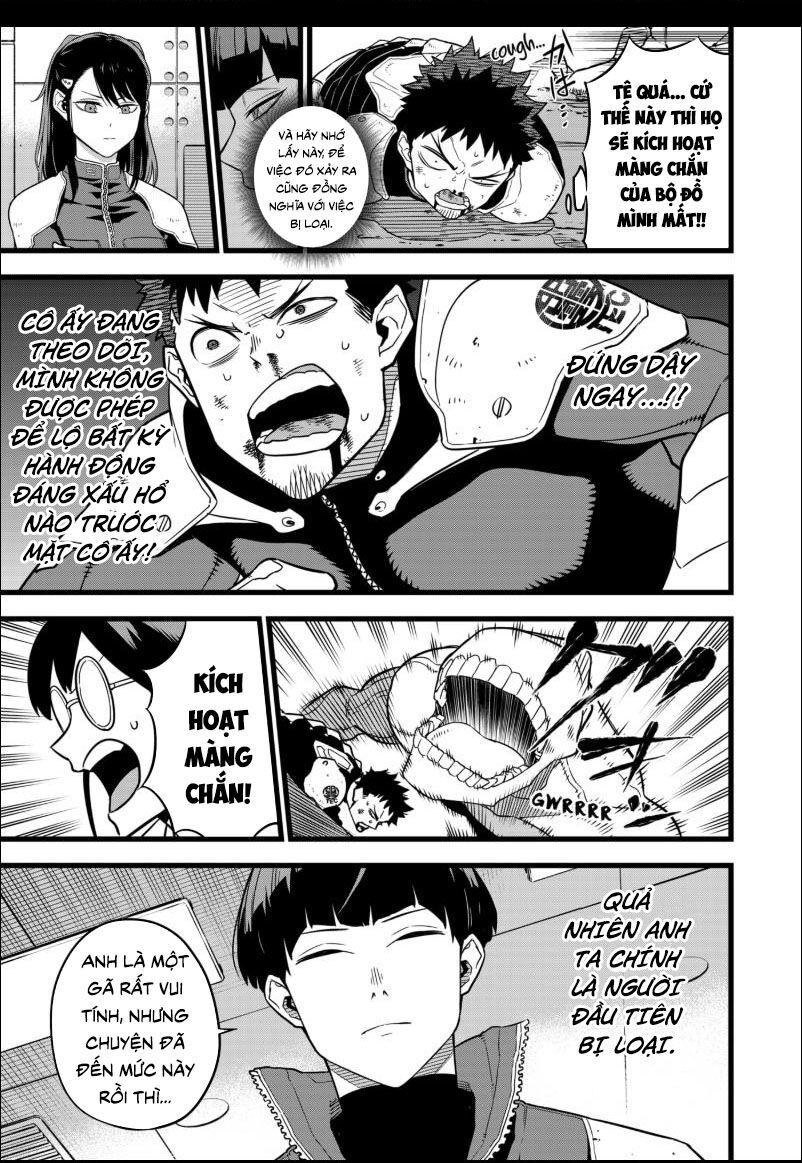 TỆ QUÁ... CỨ
THẾ NÀY THÌ HỌ
SẼ KÍCH HOẠT
MÀNG CHẮN
CỦA BỘ ĐỒ
MÌNH MẤT!!
cough...
VÀ HÃY NHỚ
LẤY NÀY, ĐỂ
VIỆC ĐÓ XẢY RA
CŨNG ĐỒNG
NGHĨA VỚI VIỆC
BỊ LOẠI.
ĐỨNG DẬY
NGAY...!!
CÔ ẤY ĐANG
THEO DÕI,
MÌNH KHÔNG
ĐƯỢC PHÉP
ĐỂ LỘ BẤT KỲ
HÀNH ĐỘNG
ĐÁNG XẤU HỔ
NÀO TRƯỚC
MẶT CÔ ẤY!
GWRRRR
KÍCH
HOẠT
MÀNG
CHẮN!
QUẢ
NHIÊN ANH
TA CHÍNH
LÀ NGƯỜI
ĐẦU TIÊN
BỊ LOẠI.
ANH LÀ MỘT
GÃ RẤT VUI
TÍNH, NHƯNG
CHUYỆN ĐÃ
ĐẾN MỨC NÀY
RỒI THÌ...